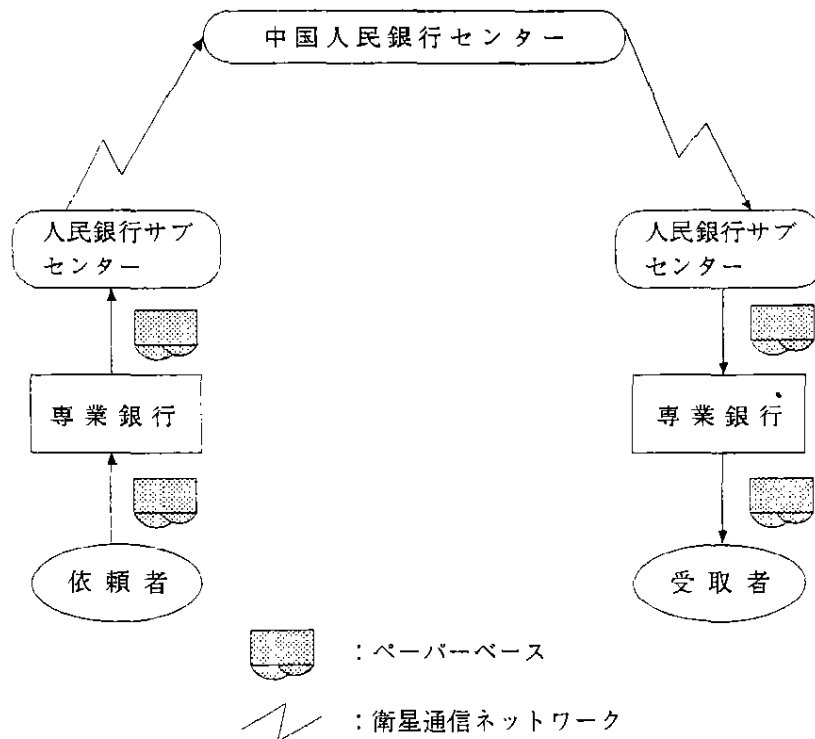 中国人民銀行センター
人民銀行サブ
センター
人民銀行サブ
センター
専業銀行
専業銀行
依頼者
受取者
：ペーパーベース
：衛星通信ネットワーク